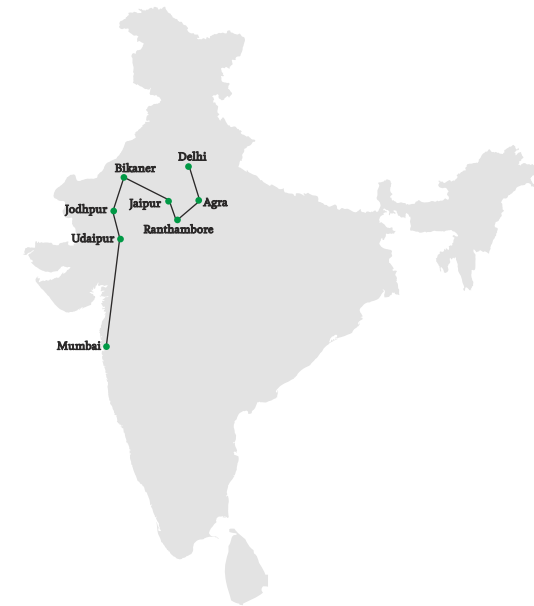 Delhi
Bikaner
Jaipur
Agra
Jodhpur
Ranthambore
Udaipur
Mumbai